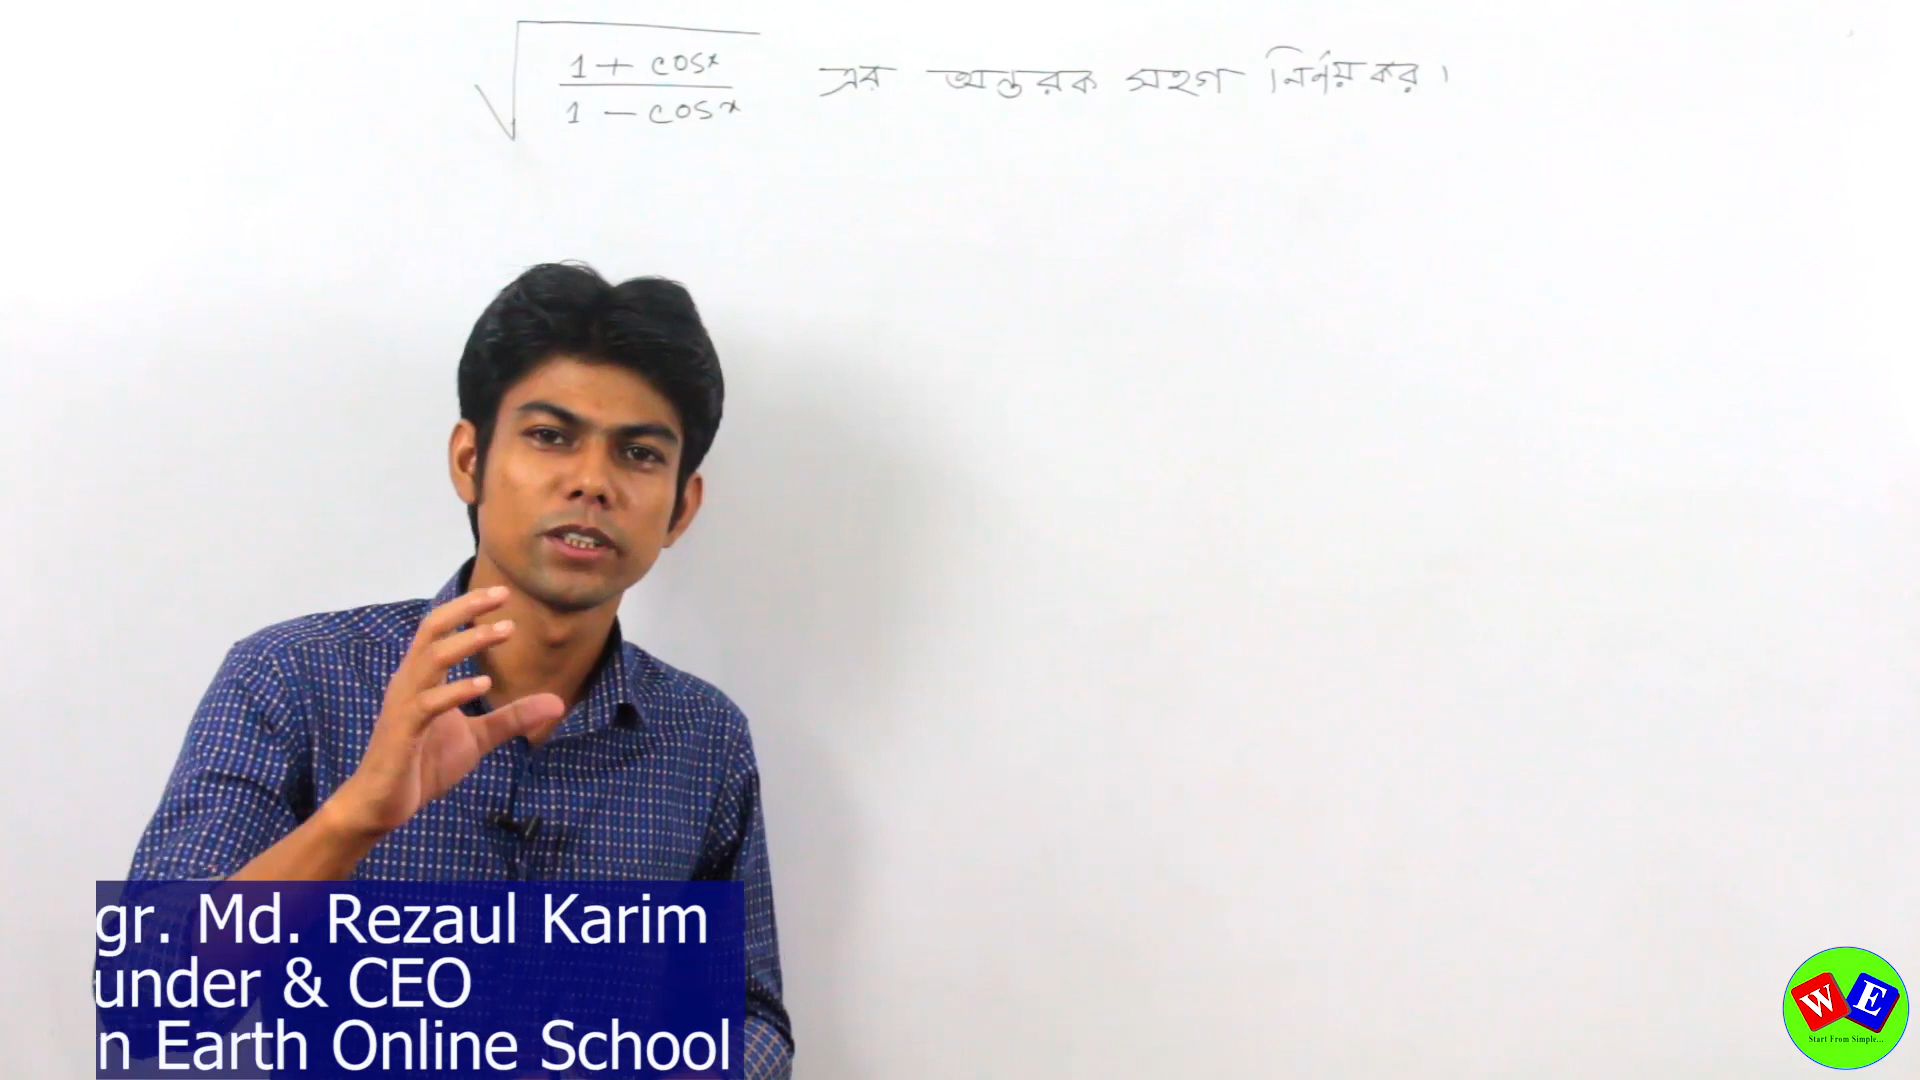 √(1 + cosx / 1 - cosx) এর অন্তরক সহগ নির্ণয় কর।
gr. Md. Rezaul Karim
under & CEO
n Earth Online School
W E
Start From Simple...